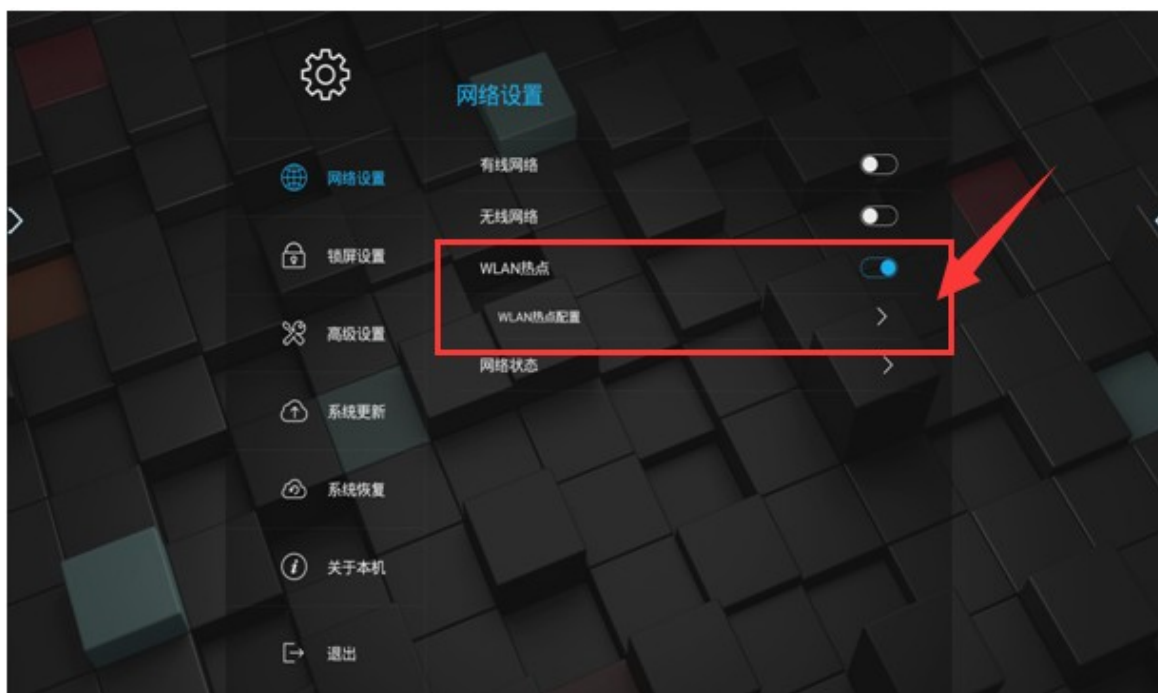 网络设置
网络设置
锁屏设置
高级设置
系统更新
系统恢复
关于本机
退出
有线网络
无线网络
WLAN热点
WLAN热点配置
网络状态